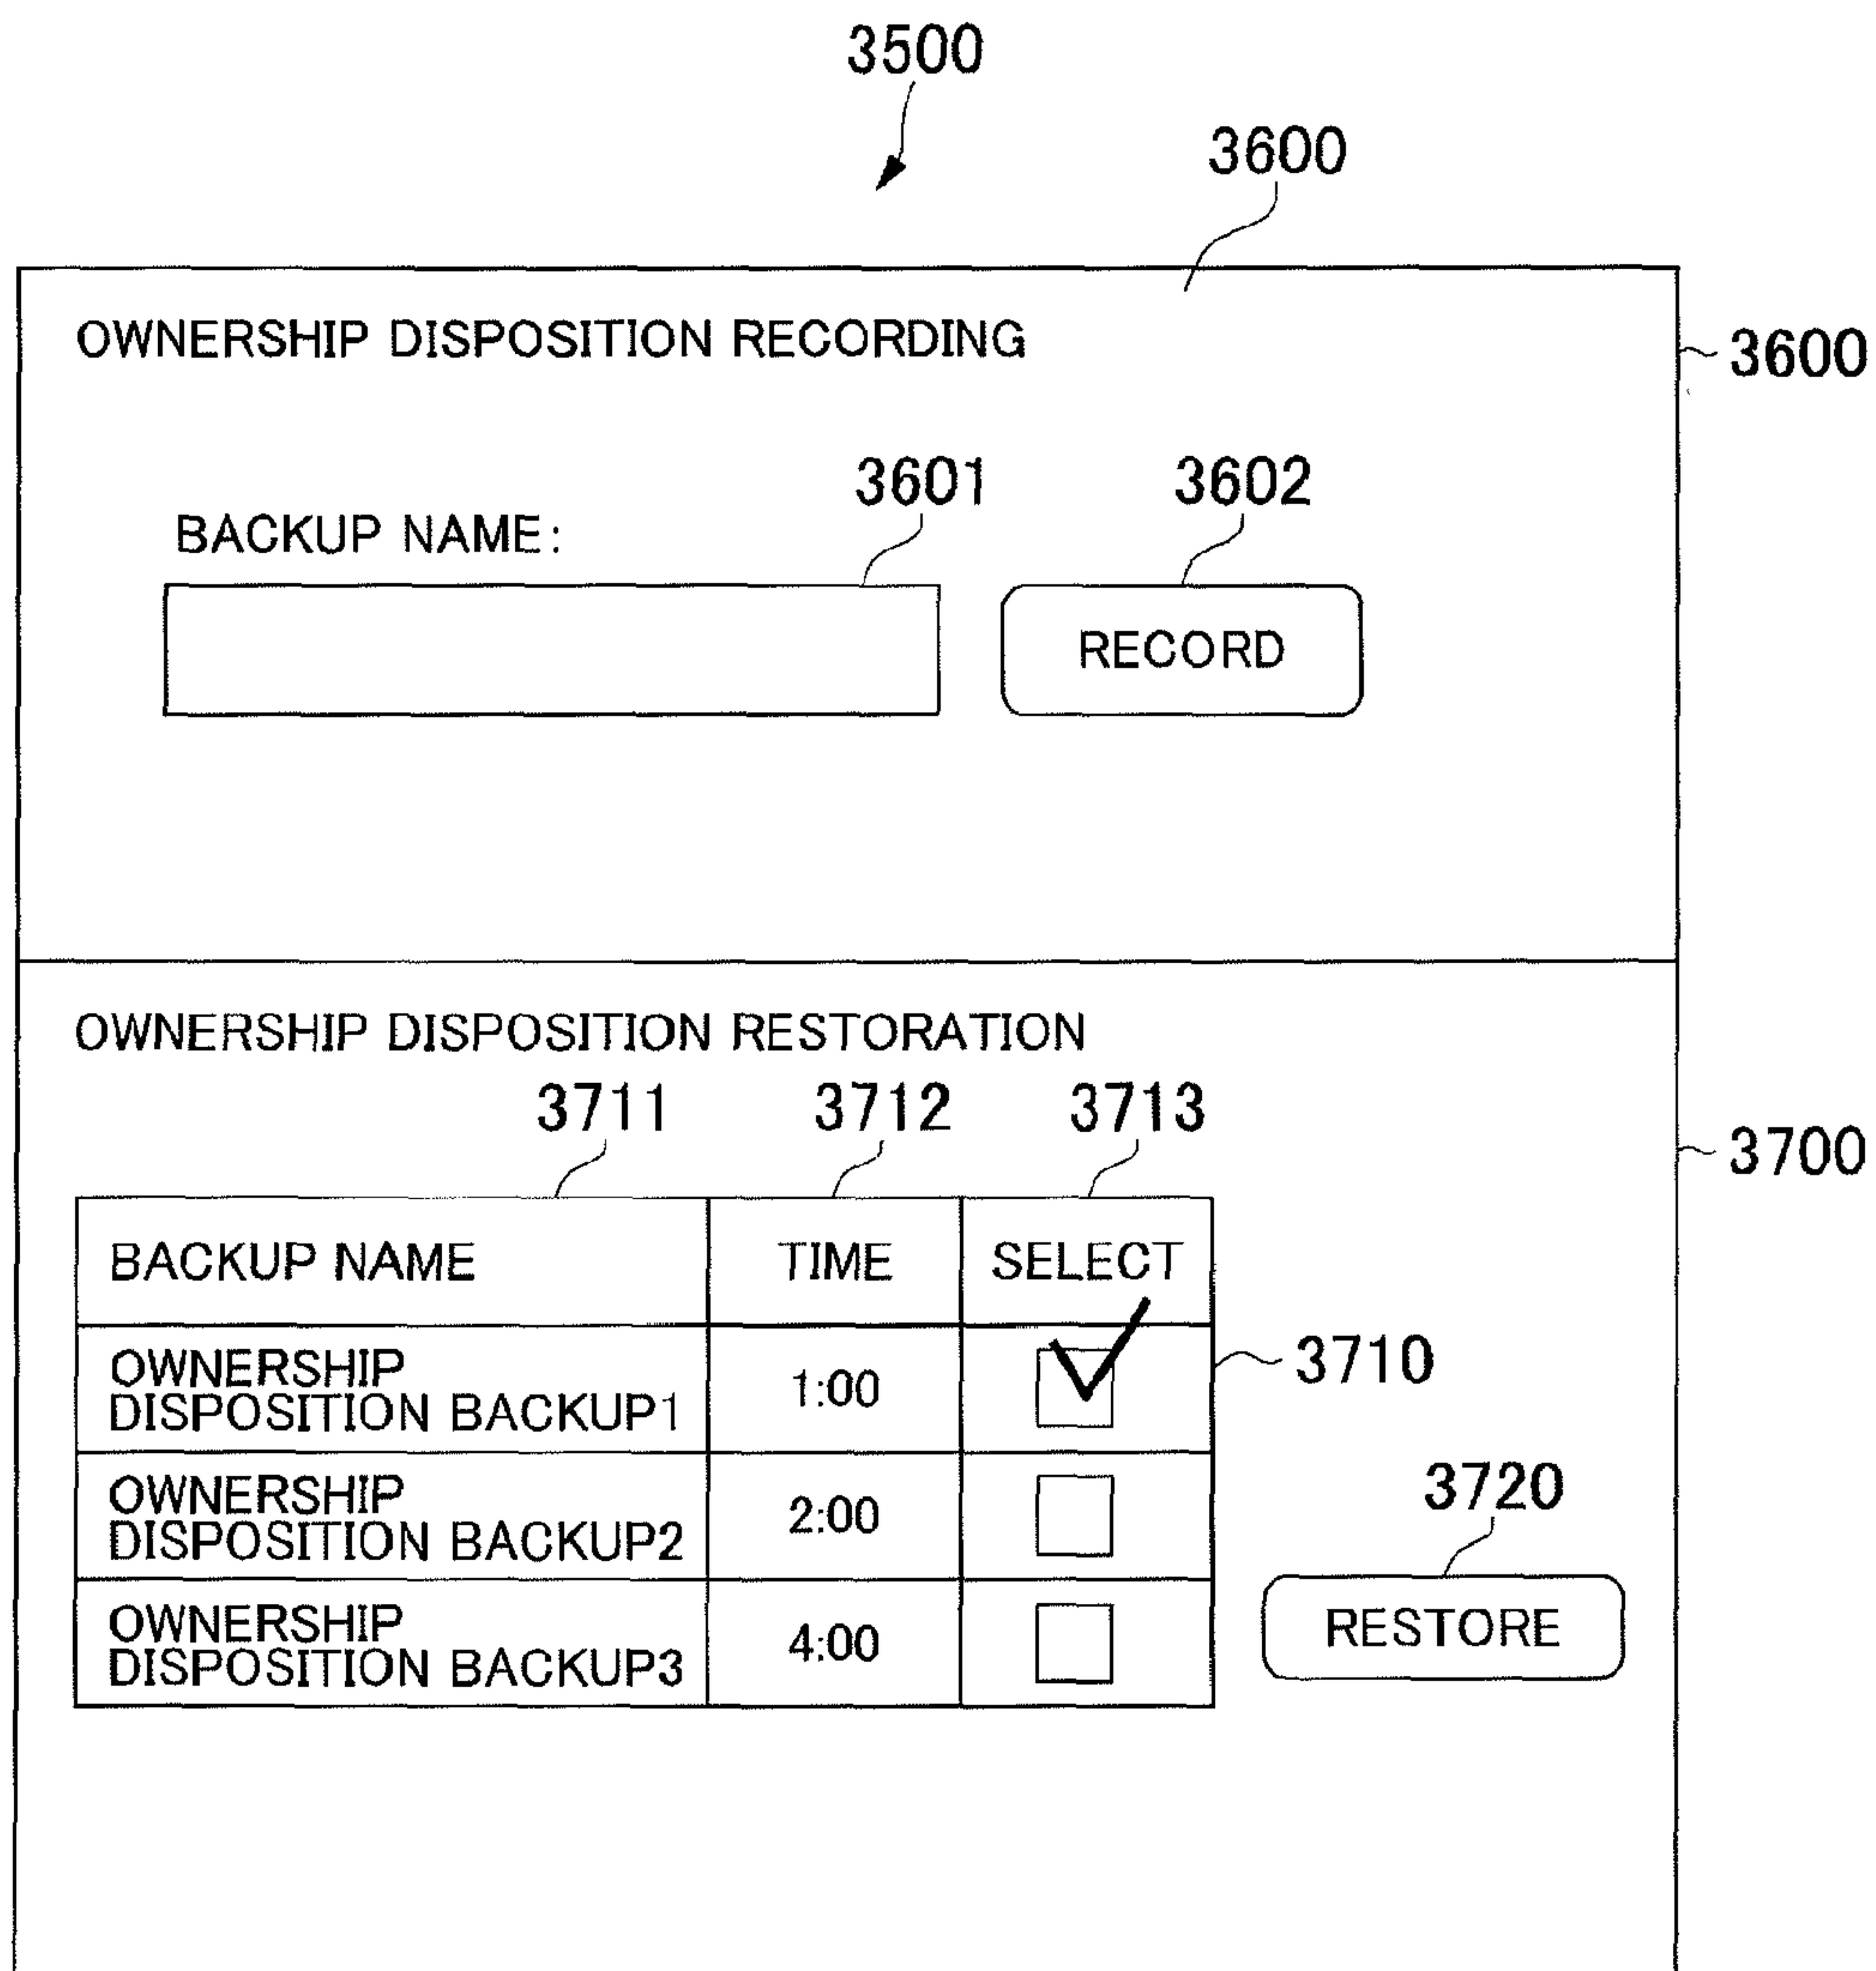 3500
3600
OWNERSHIP DISPOSITION RECORDING
3600
3601
3602
BACKUP NAME:
RECORD
OWNERSHIP DISPOSITION RESTORATION
3711
3712
3713
3700
BACKUP NAME
TIME
SELECT
OWNERSHIP
DISPOSITION BACKUP1
1:00
3710
OWNERSHIP
DISPOSITION BACKUP2
2:00
3720
OWNERSHIP
DISPOSITION BACKUP3
4:00
RESTORE